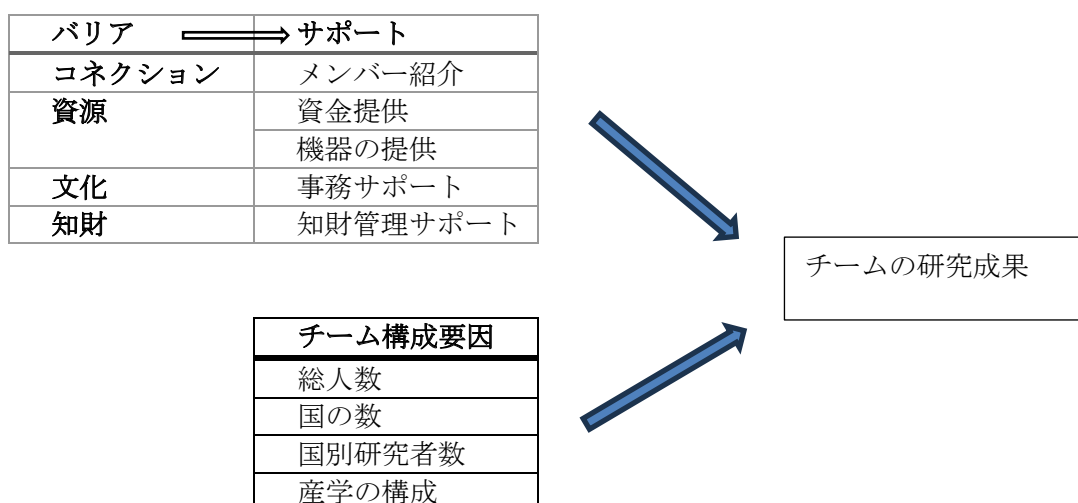 バリア サポート
コネクション メンバー紹介
資源 資金提供
機器の提供
文化 事務サポート
知財 知財管理サポート
チームの研究成果
チーム構成要因
総人数
国の数
国別研究者数
産学の構成